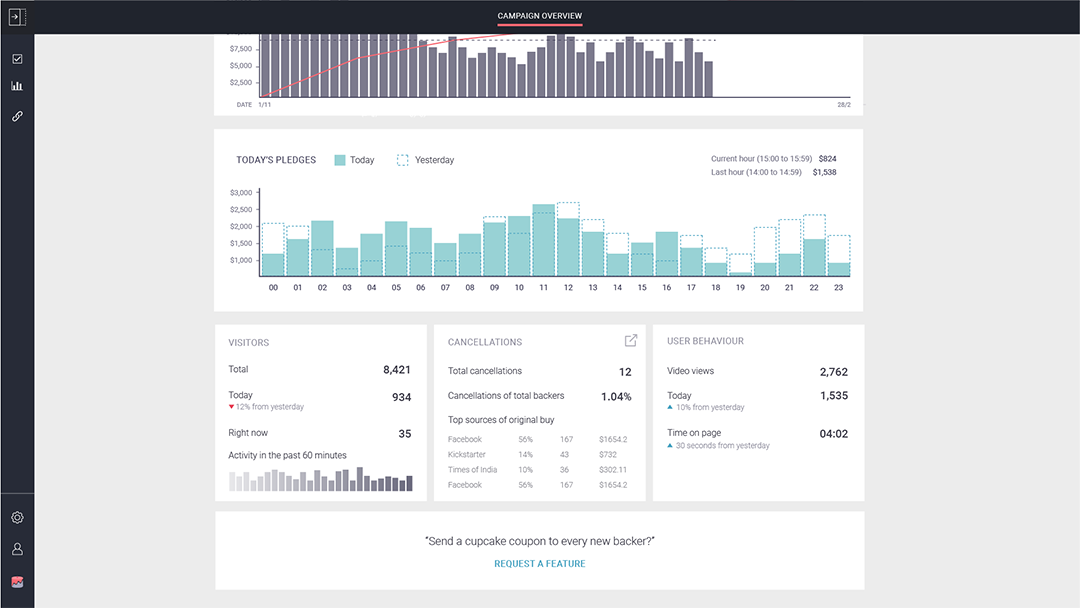 CAMPAIGN OVERVIEW
$7,500
$5,000
$2,500
DATE 1/11 28/2
TODAY'S PLEDGES Today Yesterday
Current hour (15:00 to 15:59) $824
Last hour (14:00 to 14:59) $1,538
$3,000
$2,500
$2,000
$1,500
$1,000
00 01 02 03 04 05 06 07 08 09 10 11 12 13 14 15 16 17 18 19 20 21 22 23
VISITORS
Total 8,421
Today 934
12% from yesterday
Right now 35
Activity in the past 60 minutes
CANCELLATIONS
Total cancellations 12
Cancellations of total backers 1.04%
Top sources of original buy
Facebook 56% 167 $1654.2
Kickstarter 14% 43 $732
Times of India 10% 36 $302.11
Facebook 56% 167 $1654.2
USER BEHAVIOUR
Video views 2,762
Today 1,535
10% from yesterday
Time on page 04:02
30 seconds from yesterday
“Send a cupcake coupon to every new backer?”
REQUEST A FEATURE